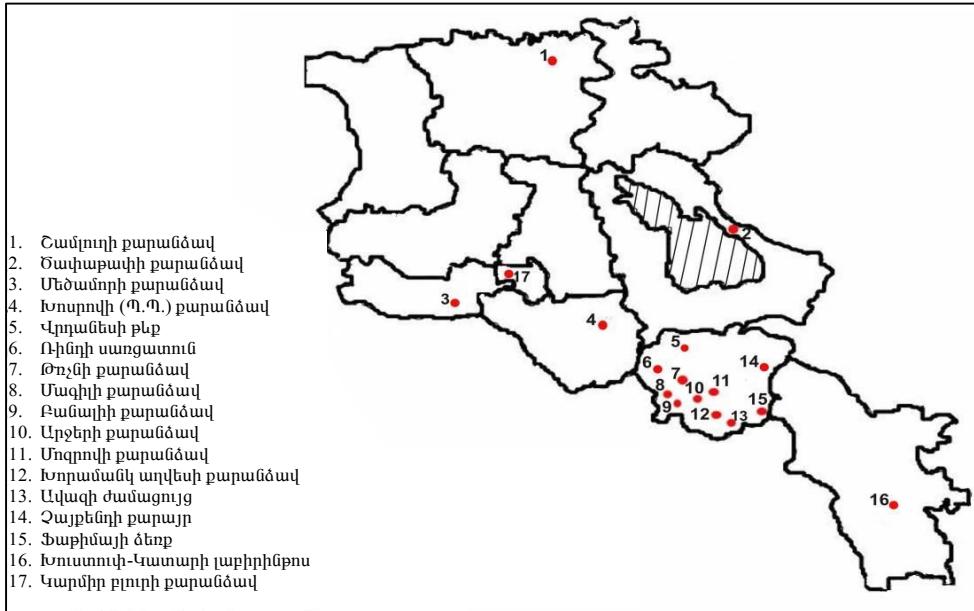 1. Շամլուղի քարանձավ
2. Ծափաթափի քարանձավ
3. Մեծամորի քարանձավ
4. Խոսրովի (Պ.Պ.) քարանձավ
5. Վրդանեսի թևք
6. Ռինդի սառցատուն
7. Թռչնի քարանձավ
8. Մագիլի քարանձավ
9. Բանալիի քարանձավ
10. Արջերի քարանձավ
11. Մոզրովի քարանձավ
12. Խորամանկ աղվեսի քարանձավ
13. Ավազի ժամացույց
14. Չայքենդի քարայր
15. Ֆաթիմայի ձեռք
16. Խուստուփ-Կատարի լաբիրինթոս
17. Կարմիր բլուրի քարանձավ
1
2
17
3
4
5
6
7
14
8
10
11
9
12
13
15
16